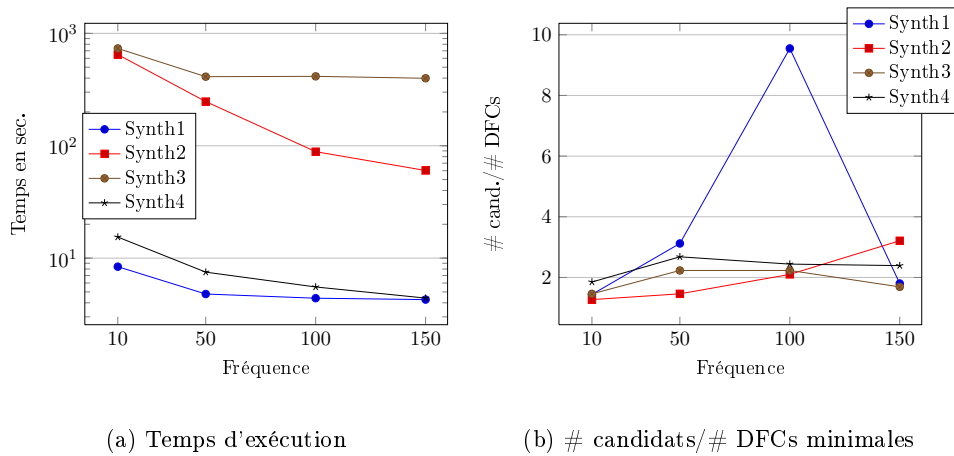 10³
10²
10¹
Temps en sec.
Synth1
Synth2
Synth3
Synth4
10 50 100 150
Fréquence
(a) Temps d'exécution
10
8
6
4
2
# cand./# DFCs
Synth1
Synth2
Synth3
Synth4
10 50 100 150
Fréquence
(b) # candidats/# DFCs minimales